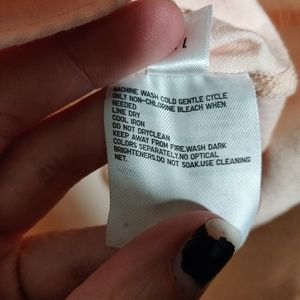 L
MACHINE WASH COLD GENTLE CYCLE
ONLY NON-CHLORINE BLEACH WHEN
NEEDED
LINE DRY
COOL IRON
DO NOT DRYCLEAN
KEEP AWAY FROM FIRE.WASH DARK
COLORS SEPARATELY.NO OPTICAL
BRIGHTENERS.DO NOT SOAK.USE CLEANING
NET.